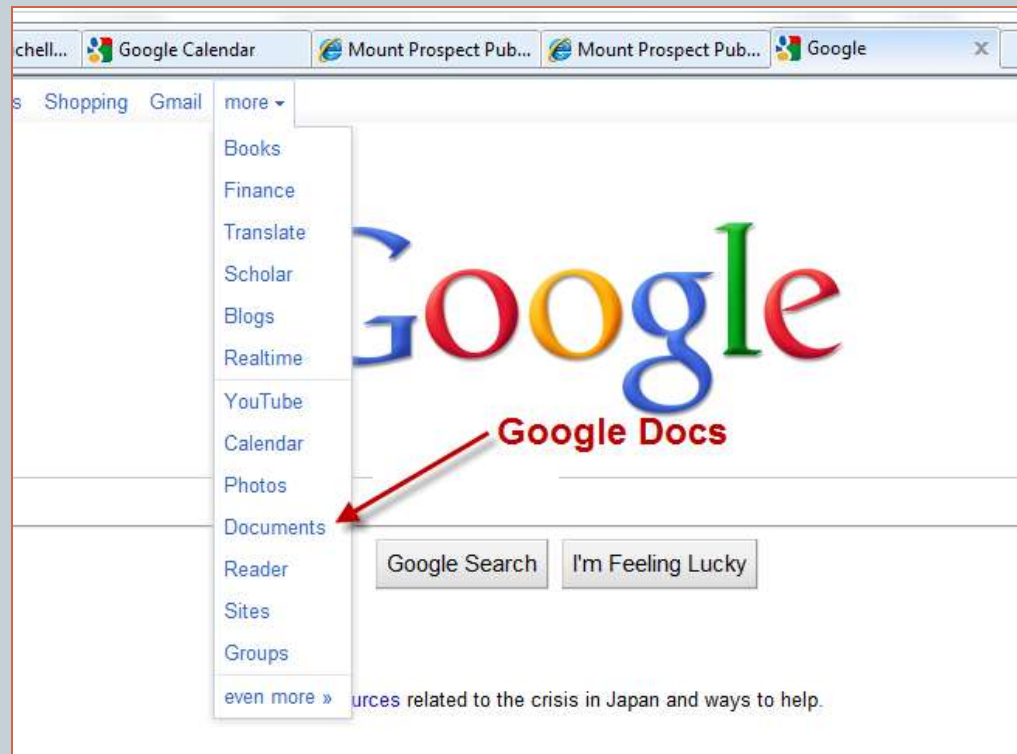 chell... Google Calendar Mount Prospect Pub... Mount Prospect Pub... Google x
s Shopping Gmail more
Books
Finance
Translate
Scholar
Blogs
Realtime
Google
YouTube
Calendar
Google Docs
Photos
Documents
Reader
Google Search I'm Feeling Lucky
Sites
Groups
even more »
urces related to the crisis in Japan and ways to help.